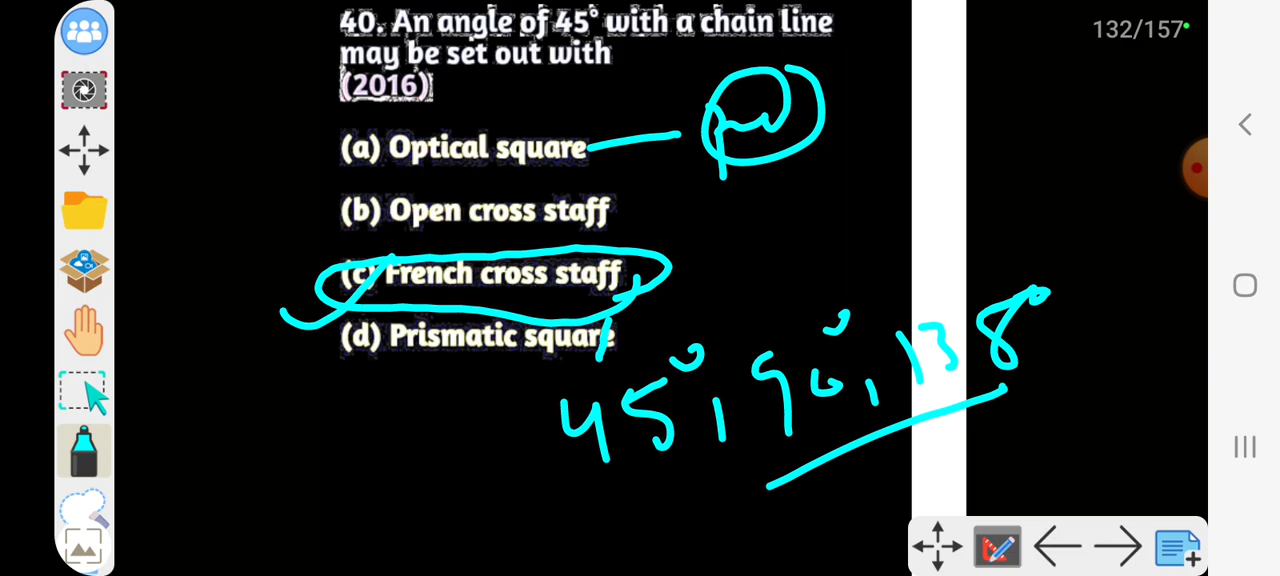 40. An angle of 45° with a chain line
may be set out with
(2016)
(a) Optical square
(b) Open cross staff
(c) French cross staff
(d) Prismatic square
45°, 90°, 138°
132/157